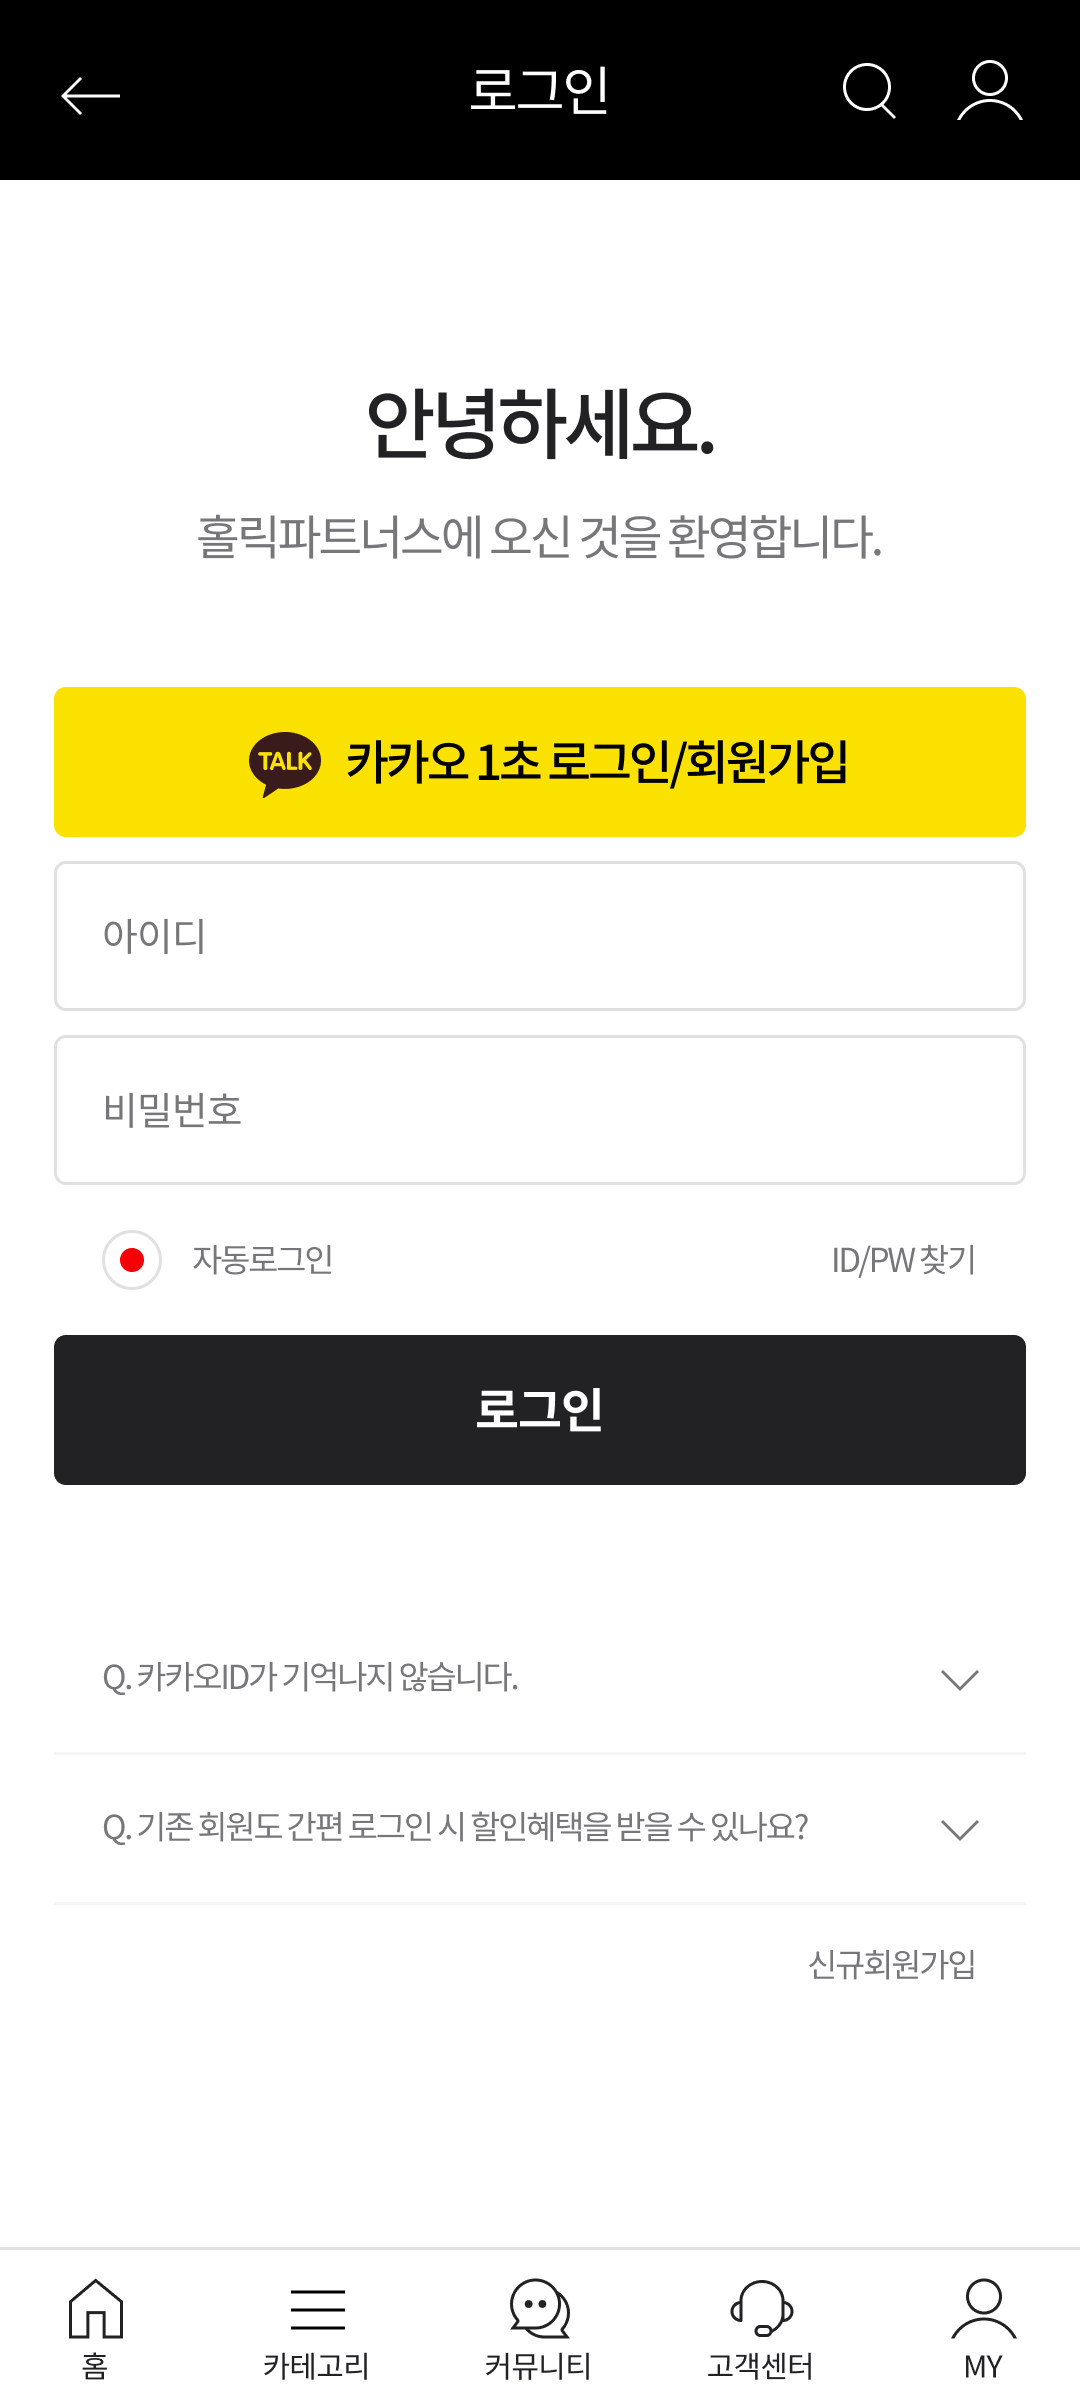 로그인
안녕하세요.
홀릭파트너스에 오신 것을 환영합니다.
TALK 카카오 1초 로그인/회원가입
아이디
비밀번호
자동로그인 ID/PW 찾기
로그인
Q. 카카오ID가 기억나지 않습니다.
Q. 기존 회원도 간편 로그인 시 할인혜택을 받을 수 있나요?
신규회원가입
홈 카테고리 커뮤니티 고객센터 MY